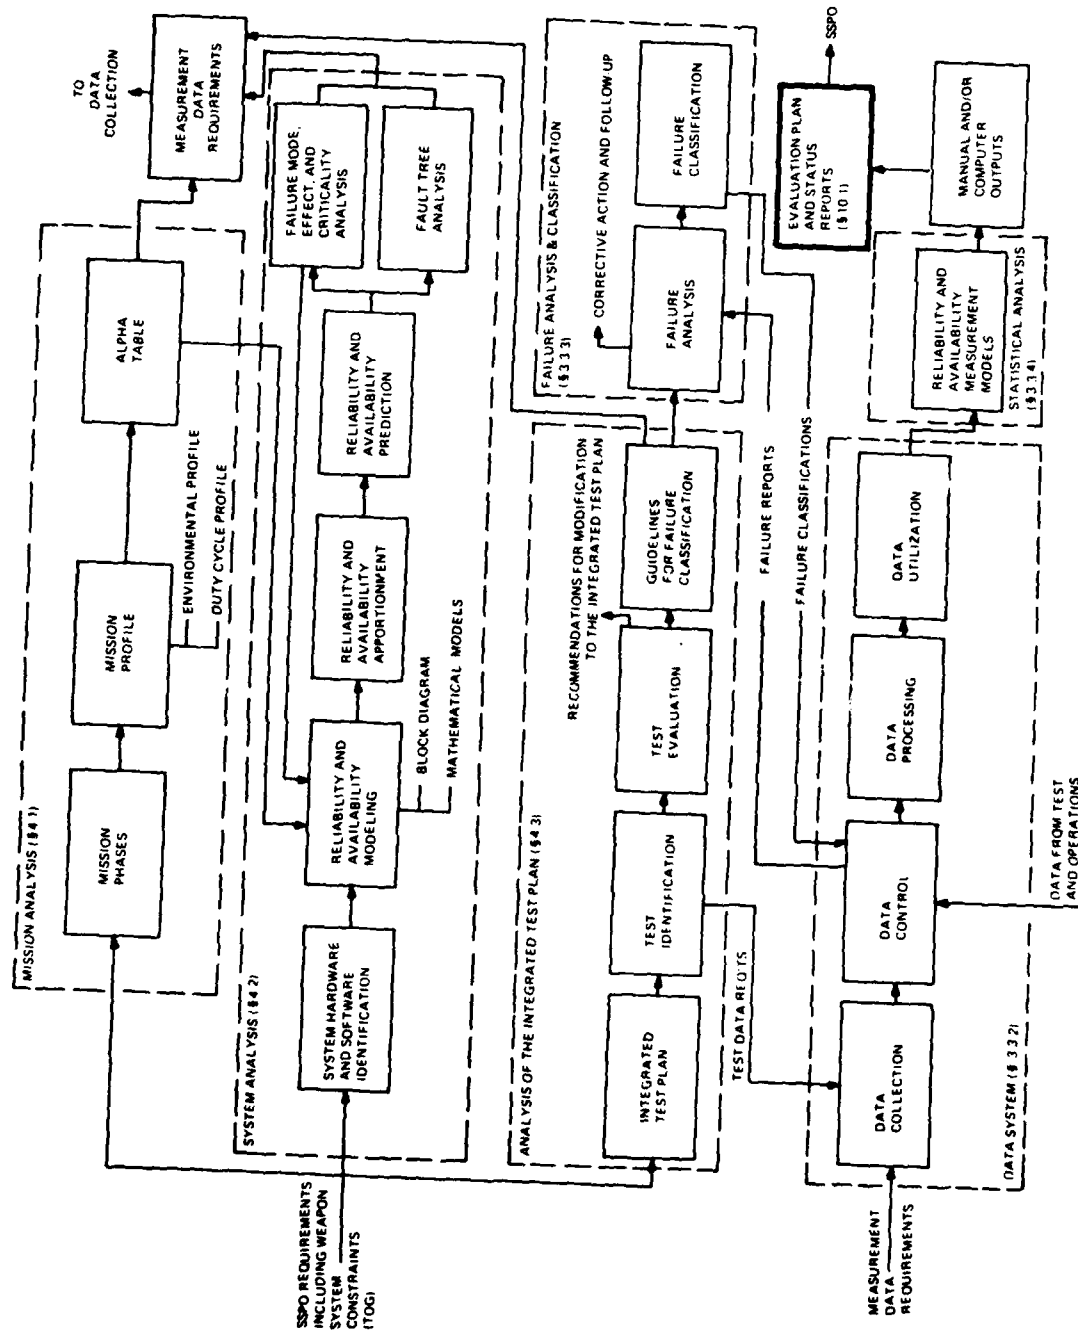 MISSION ANALYSIS (§4 1)
MISSION
PHASES
MISSION
PROFILE
ENVIRONMENTAL PROFILE
DUTY CYCLE PROFILE
ALPHA
TABLE
TO
DATA
COLLECTION
MEASUREMENT
DATA
REQUIREMENTS
SSPO REQUIREMENTS
INCLUDING WEAPON
SYSTEM
CONSTRAINTS
(TOG)
SYSTEM ANALYSIS (§4 2)
SYSTEM HARDWARE
AND SOFTWARE
IDENTIFICATION
RELIABILITY AND
AVAILABILITY
MODELING
BLOCK DIAGRAM
MATHEMATICAL MODELS
RELIABILITY AND
AVAILABILITY
APPORTIONMENT
RELIABILITY AND
AVAILABILITY
PREDICTION
FAILURE MODE,
EFFECT, AND
CRITICALITY
ANALYSIS
FAULT TREE
ANALYSIS
ANALYSIS OF THE INTEGRATED TEST PLAN (§4 3)
INTEGRATED
TEST PLAN
TEST
IDENTIFICATION
TEST
EVALUATION
RECOMMENDATIONS FOR MODIFICATION
TO THE INTEGRATED TEST PLAN
GUIDELINES
FOR FAILURE
CLASSIFICATION
FAILURE ANALYSIS & CLASSIFICATION
(§3 3 3)
CORRECTIVE ACTION AND FOLLOW UP
FAILURE
ANALYSIS
FAILURE
CLASSIFICATION
TEST DATA REQTS
FAILURE REPORTS
FAILURE CLASSIFICATIONS
MEASUREMENT
DATA
REQUIREMENTS
DATA SYSTEM (§ 3 3 2)
DATA
COLLECTION
DATA
CONTROL
DATA FROM TEST
AND OPERATIONS
DATA
PROCESSING
DATA
UTILIZATION
RELIABILITY AND
AVAILABILITY
MEASUREMENT
MODELS
STATISTICAL ANALYSIS
(§3 3 4)
MANUAL AND/OR
COMPUTER
OUTPUTS
EVALUATION PLAN
AND STATUS
REPORTS
(§ 10 1)
SSPO